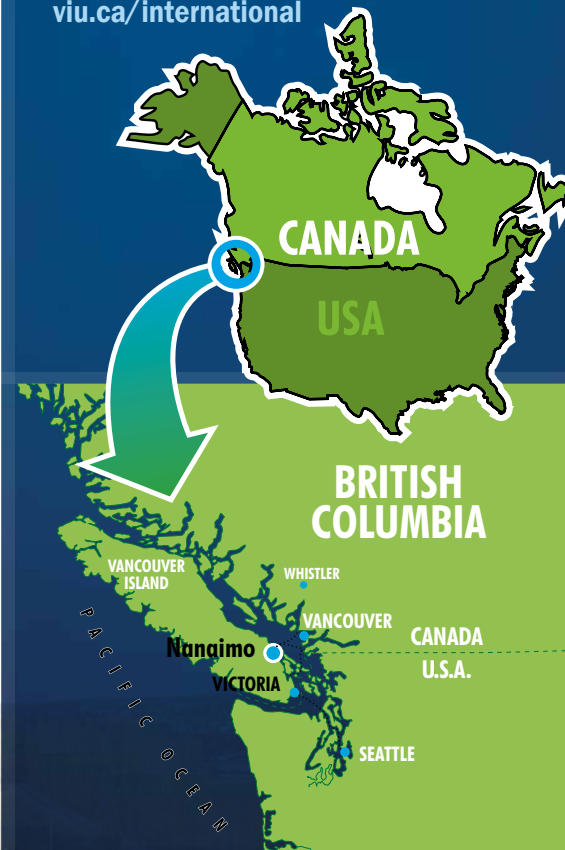 viu.ca/international
CANADA
USA
BRITISH
COLUMBIA
VANCOUVER
ISLAND
WHISTLER
VANCOUVER
Nanaimo
CANADA
U.S.A.
VICTORIA
PACIFIC OCEAN
SEATTLE